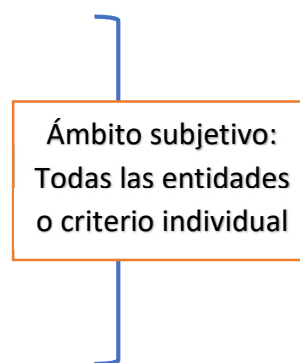 Ámbito subjetivo:
Todas las entidades
o criterio individual